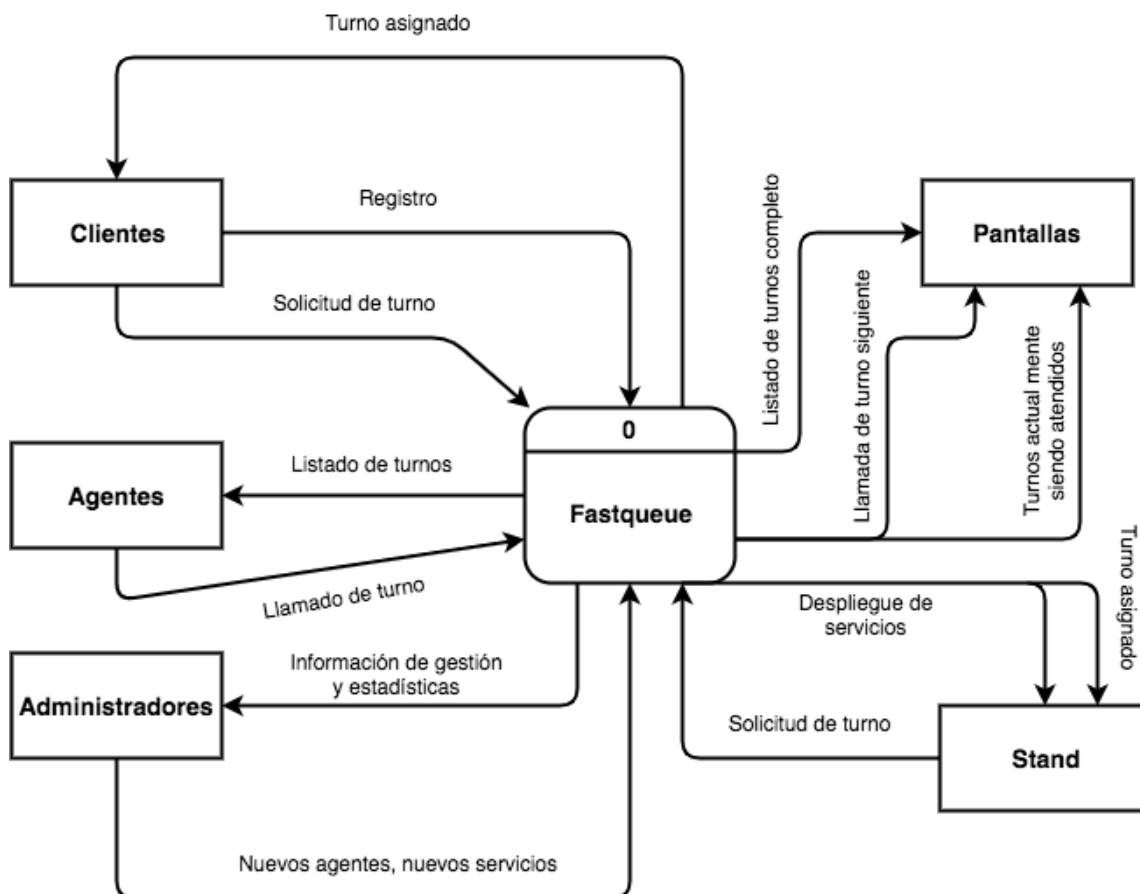 Turno asignado
Registro
Clientes
Pantallas
Solicitud de turno
Listado de turnos completo
Llamada de turno siguiente
Turnos actual mente
siendo atendidos
0
Fastqueue
Listado de turnos
Agentes
Llamado de turno
Despliegue de
servicios
Turno asignado
Información de gestión
y estadísticas
Administradores
Solicitud de turno
Stand
Nuevos agentes, nuevos servicios